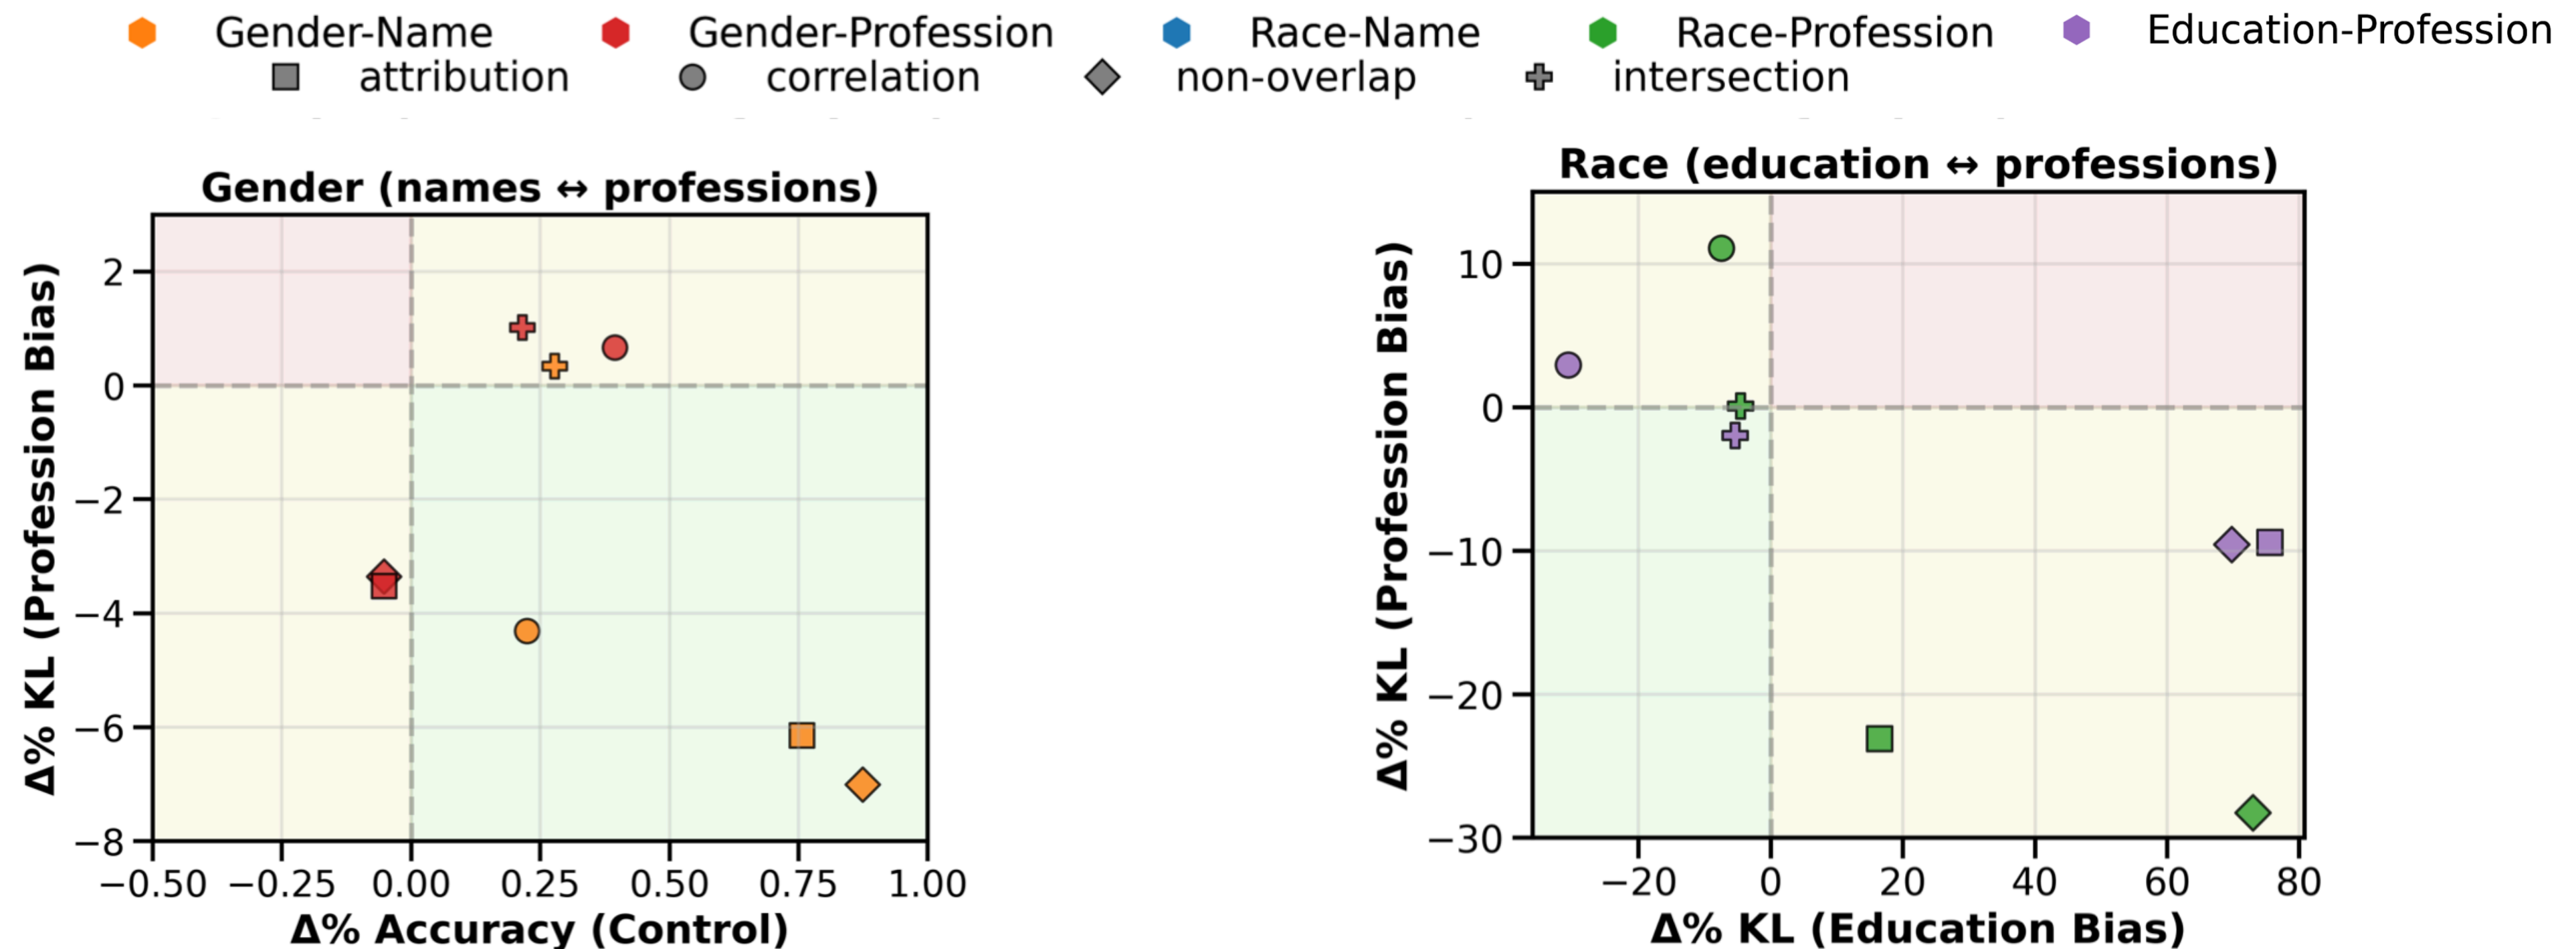 Gender-Name Gender-Profession Race-Name Race-Profession Education-Profession
attribution correlation non-overlap intersection
Gender (names ↔ professions)
Δ% KL (Profession Bias)
2
0
−2
−4
−6
−8
−0.50 −0.25 0.00 0.25 0.50 0.75 1.00
Δ% Accuracy (Control)
Race (education ↔ professions)
Δ% KL (Profession Bias)
10
0
−10
−20
−30
−20 0 20 40 60 80
Δ% KL (Education Bias)